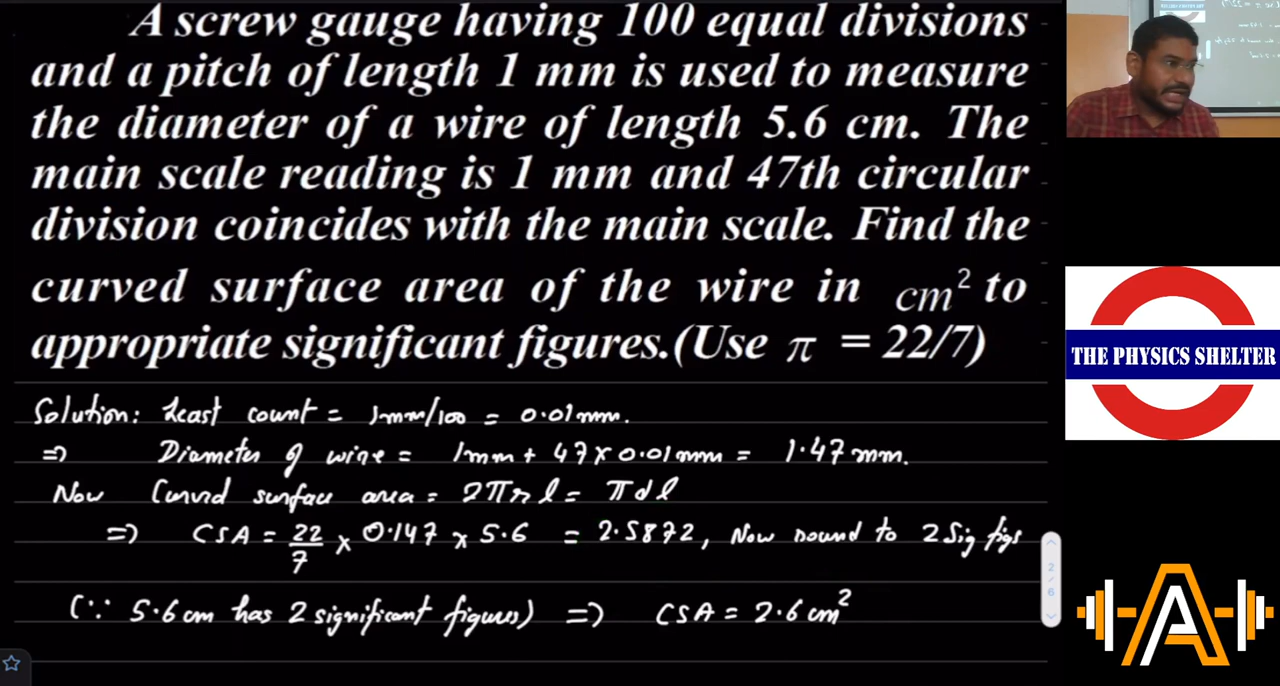 A screw gauge having 100 equal divisions
and a pitch of length 1 mm is used to measure
the diameter of a wire of length 5.6 cm. The
main scale reading is 1 mm and 47th circular
division coincides with the main scale. Find the
curved surface area of the wire in cm² to
appropriate significant figures.(Use π = 22/7)
Solution: Least count = 1mm/100 = 0.01mm.
⇒ Diameter of wire = 1mm + 47 × 0.01mm = 1.47 mm.
Now Curved surface area = 2πrl = πdl
⇒ CSA = 22/7 × 0.147 × 5.6 = 2.5872, Now round to 2 Sig figs
(∵ 5.6cm has 2 significant figures) ⇒ CSA = 2.6 cm²
THE PHYSICS SHELTER
2
/
6
A